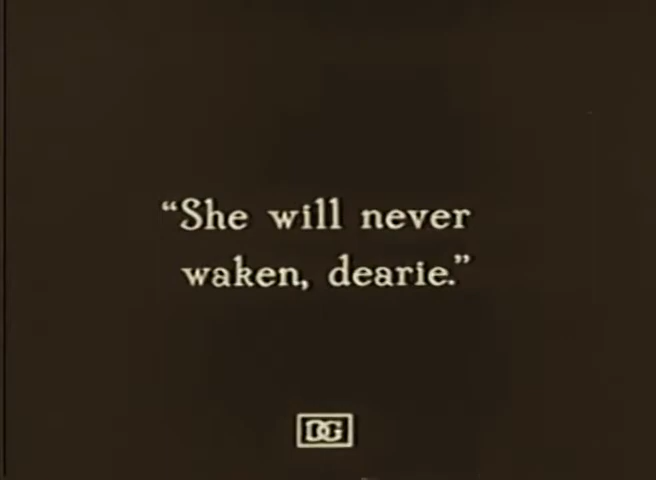 “She will never
waken, dearie.”
DG